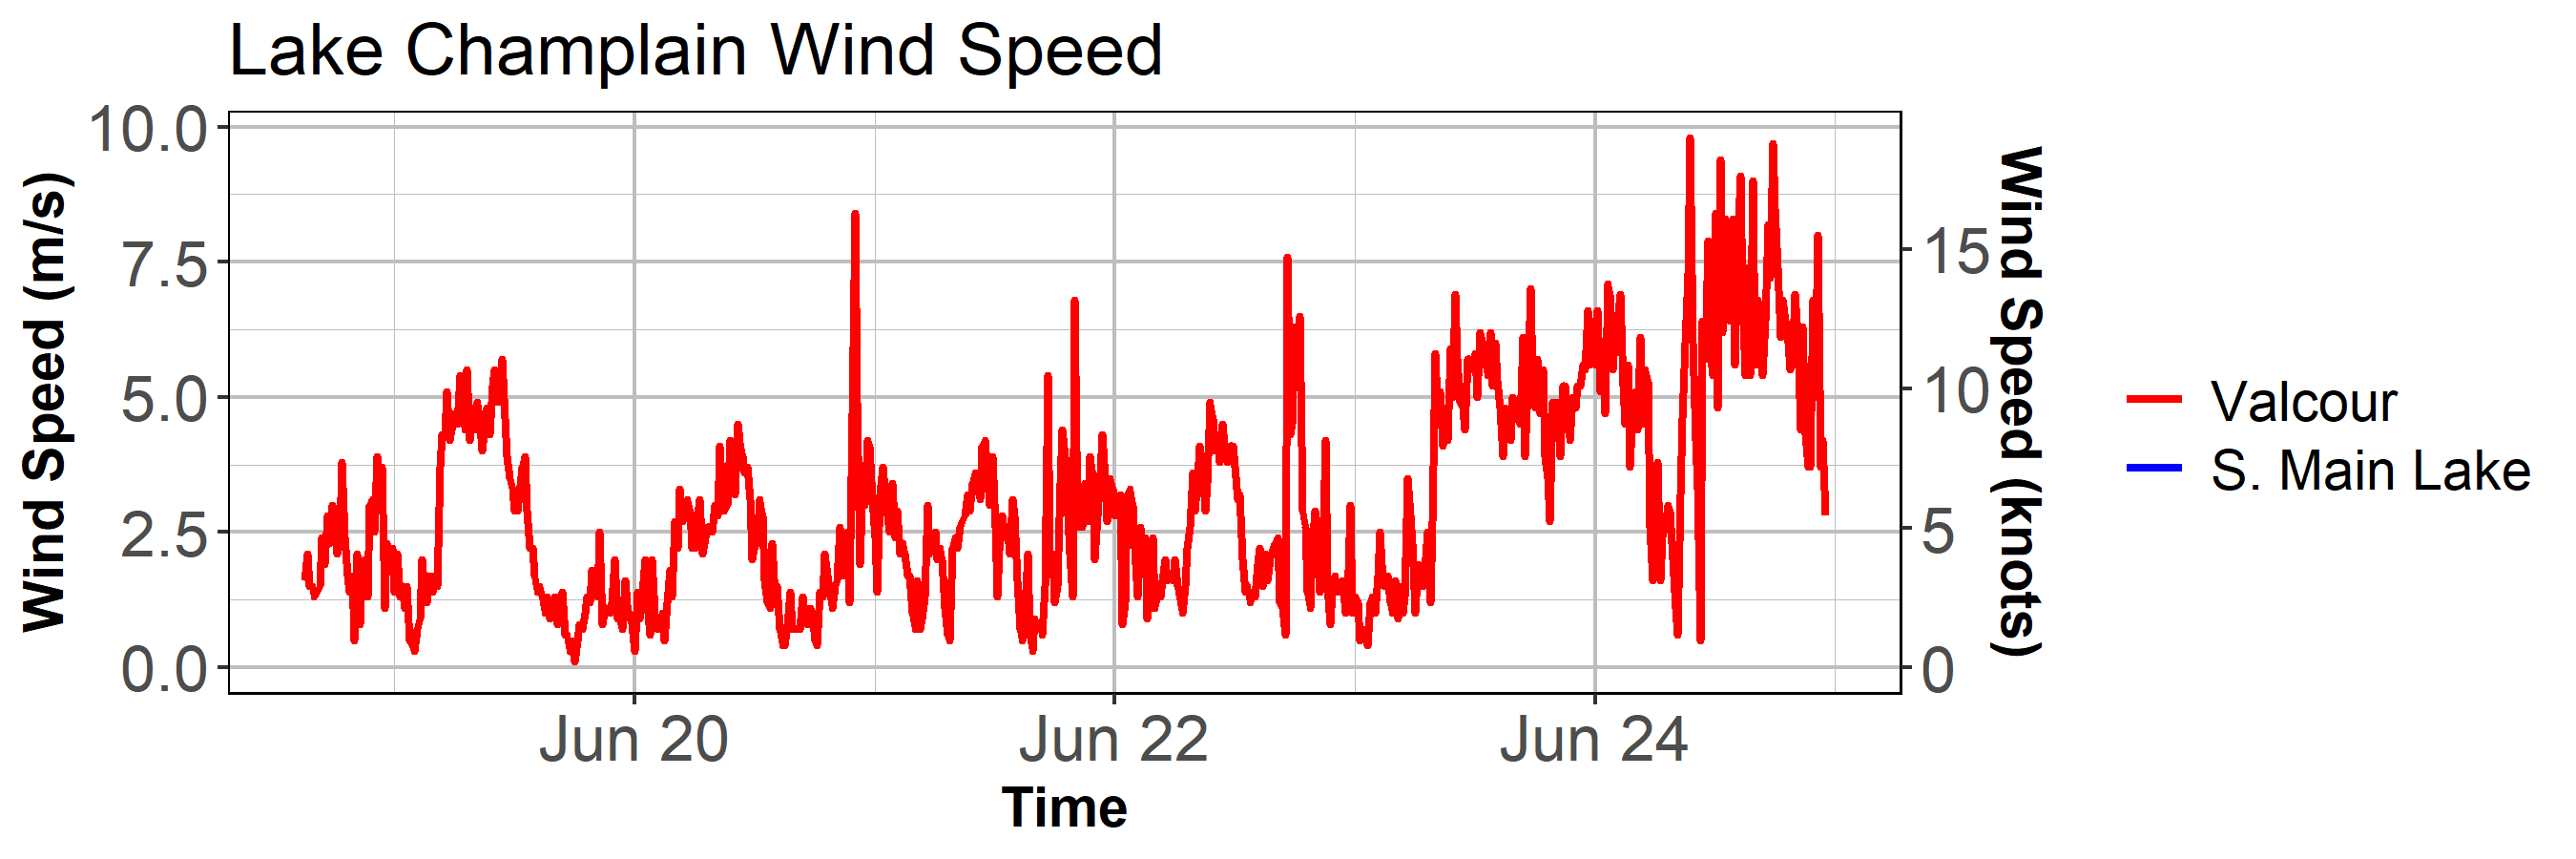 Lake Champlain Wind Speed
10.0
7.5
5.0
2.5
0.0
Wind Speed (m/s)
15
10
5
0
Wind Speed (knots)
Jun 20
Jun 22
Jun 24
Time
Valcour
S. Main Lake